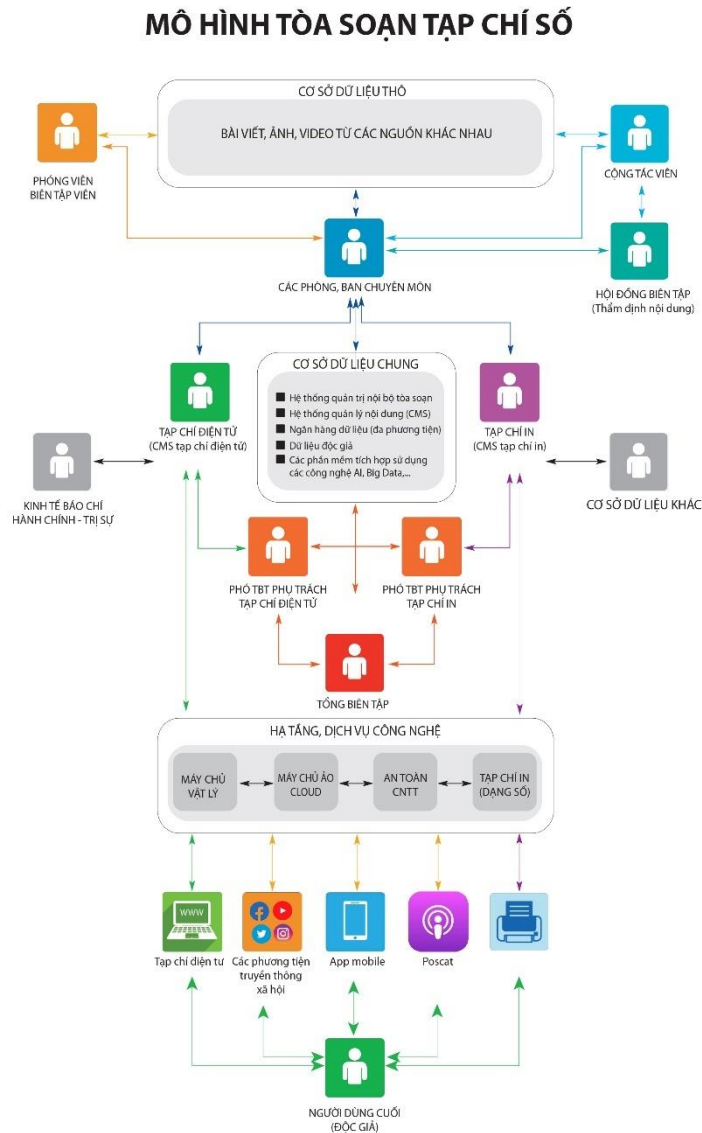 MÔ HÌNH TÒA SOẠN TẠP CHÍ SỐ
CƠ SỞ DỮ LIỆU THÔ
BÀI VIẾT, ẢNH, VIDEO TỪ CÁC NGUỒN KHÁC NHAU
PHÓNG VIÊN
BIÊN TẬP VIÊN
CỘNG TÁC VIÊN
CÁC PHÒNG, BAN CHUYÊN MÔN
HỘI ĐỒNG BIÊN TẬP
(Thẩm định nội dung)
CƠ SỞ DỮ LIỆU CHUNG
Hệ thống quản trị nội bộ tòa soạn
Hệ thống quản lý nội dung (CMS)
Ngân hàng dữ liệu (đa phương tiện)
Dữ liệu độc giả
Các phần mềm tích hợp sử dụng
các công nghệ AI, Big Data,...
TẠP CHÍ ĐIỆN TỬ
(CMS tạp chí điện tử)
TẠP CHÍ IN
(CMS tạp chí in)
KINH TẾ BÁO CHÍ
HÀNH CHÍNH - TRỊ SỰ
CƠ SỞ DỮ LIỆU KHÁC
PHÓ TBT PHỤ TRÁCH
TẠP CHÍ ĐIỆN TỬ
PHÓ TBT PHỤ TRÁCH
TẠP CHÍ IN
TỔNG BIÊN TẬP
HẠ TẦNG, DỊCH VỤ CÔNG NGHỆ
MÁY CHỦ
VẬT LÝ
MÁY CHỦ ẢO
CLOUD
AN TOÀN
CNTT
TẠP CHÍ IN
(DẠNG SỐ)
WWW
Tạp chí điện tư
Các phương tiện
truyền thông
xã hội
App mobile
Poscat
NGƯỜI DÙNG CUỐI
(ĐỘC GIẢ)